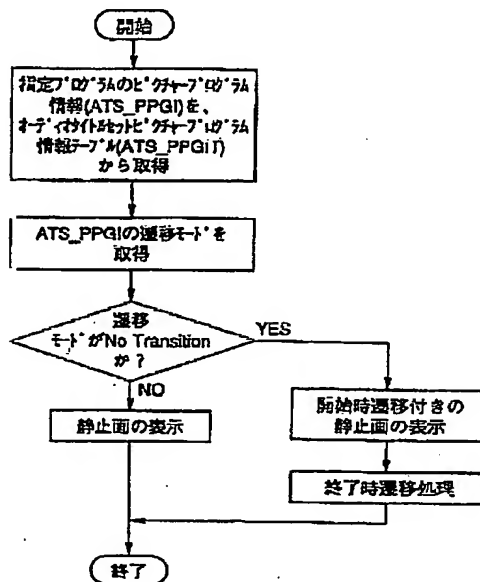 開始
指定プログラムのピクチャープログラム
情報(ATS_PPGI)を、
オーディオタイトルセットピクチャープログラム
情報テーブル(ATS_PPGIT)
から取得
ATS_PPGIの遷移モードを
取得
遷移
モードがNo Transition
か？
YES
NO
静止画の表示
開始時遷移付きの
静止画の表示
終了時遷移処理
終了